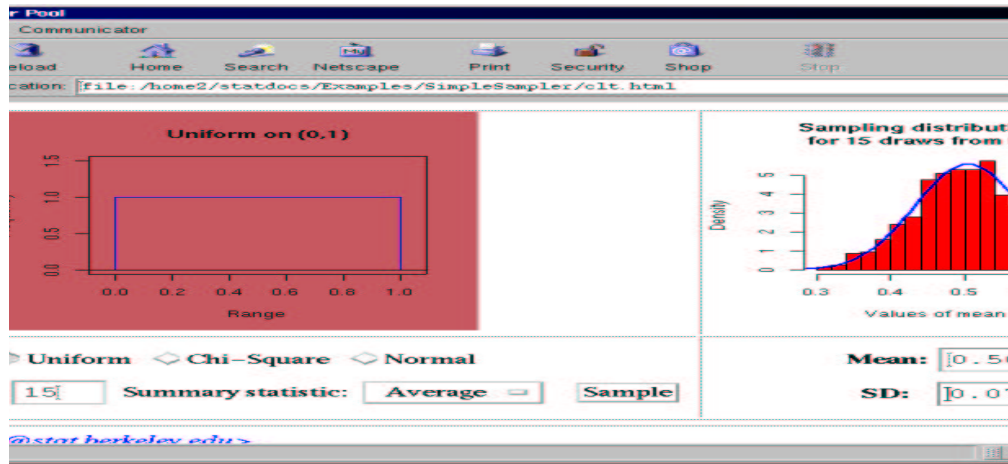 r Pool
Communicator
eload Home Search Netscape Print Security Shop Stop
cation: file:/home2/statdocs/Examples/SimpleSampler/clt.html
Uniform on (0,1)
1.5
1.0
0.5
0.0
0.0 0.2 0.4 0.6 0.8 1.0
Range
Sampling distribut
for 15 draws from
Density
5
4
3
2
1
0
0.3 0.4 0.5
Values of mean
Uniform Chi-Square Normal
15 Summary statistic: Average Sample
Mean: 0.50
SD: 0.07
@stat.berkeley.edu>